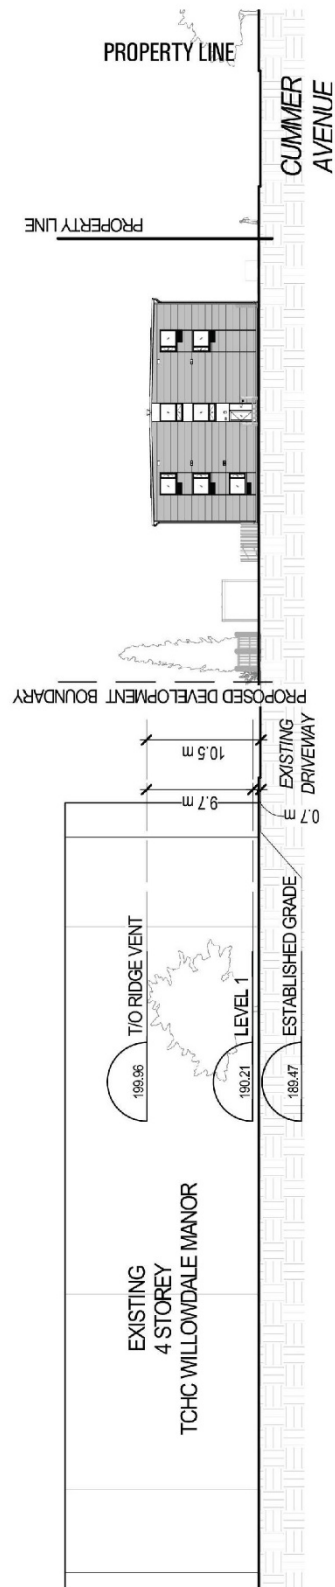 EXISTING
4 STOREY
TCHC WILLOWDALE MANOR
199.96
T/O RIDGE VENT
190.21
LEVEL 1
189.47
ESTABLISHED GRADE
10.5 m
9.7 m
0.7 m
EXISTING
DRIVEWAY
PROPOSED DEVELOPMENT BOUNDARY
PROPERTY LINE
PROPERTY LINE
CUMMER
AVENUE